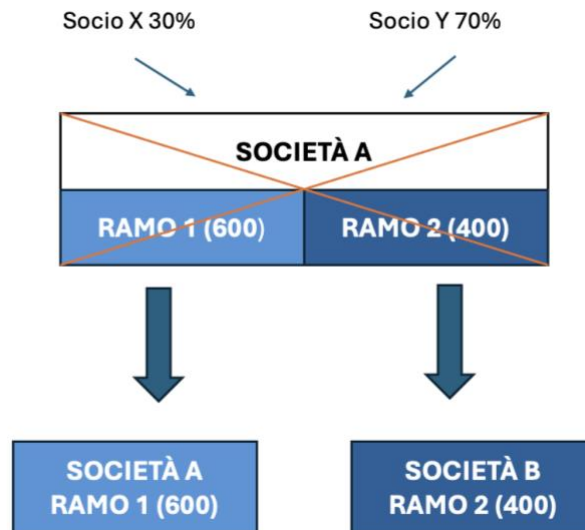 Socio X 30%
Socio Y 70%
SOCIETÀ A
RAMO 1 (600)
RAMO 2 (400)
SOCIETÀ A
RAMO 1 (600)
SOCIETÀ B
RAMO 2 (400)